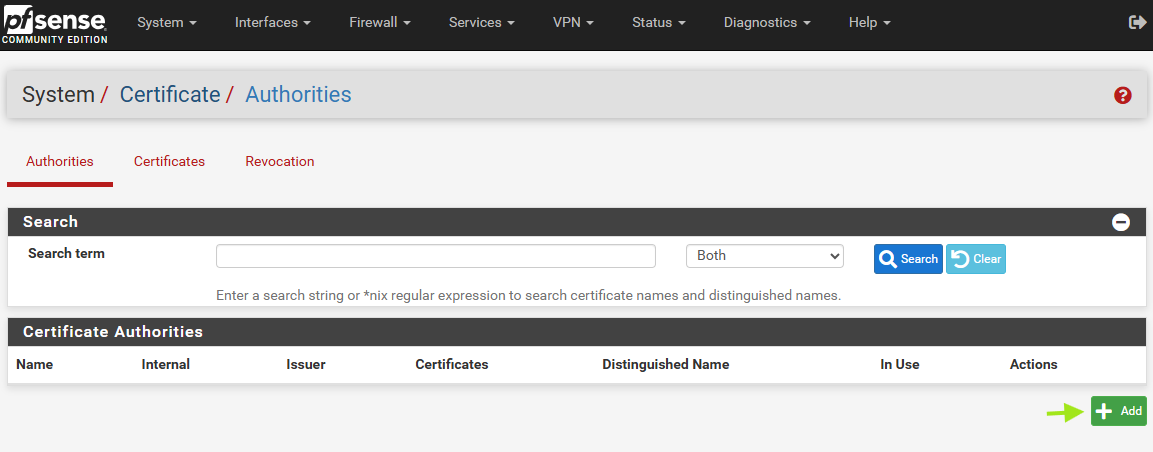 pfsense System Interfaces Firewall Services VPN Status Diagnostics Help
COMMUNITY EDITION
System / Certificate / Authorities
Authorities Certificates Revocation
Search
Search term Both Search Clear
Enter a search string or *nix regular expression to search certificate names and distinguished names.
Certificate Authorities
Name Internal Issuer Certificates Distinguished Name In Use Actions
Add